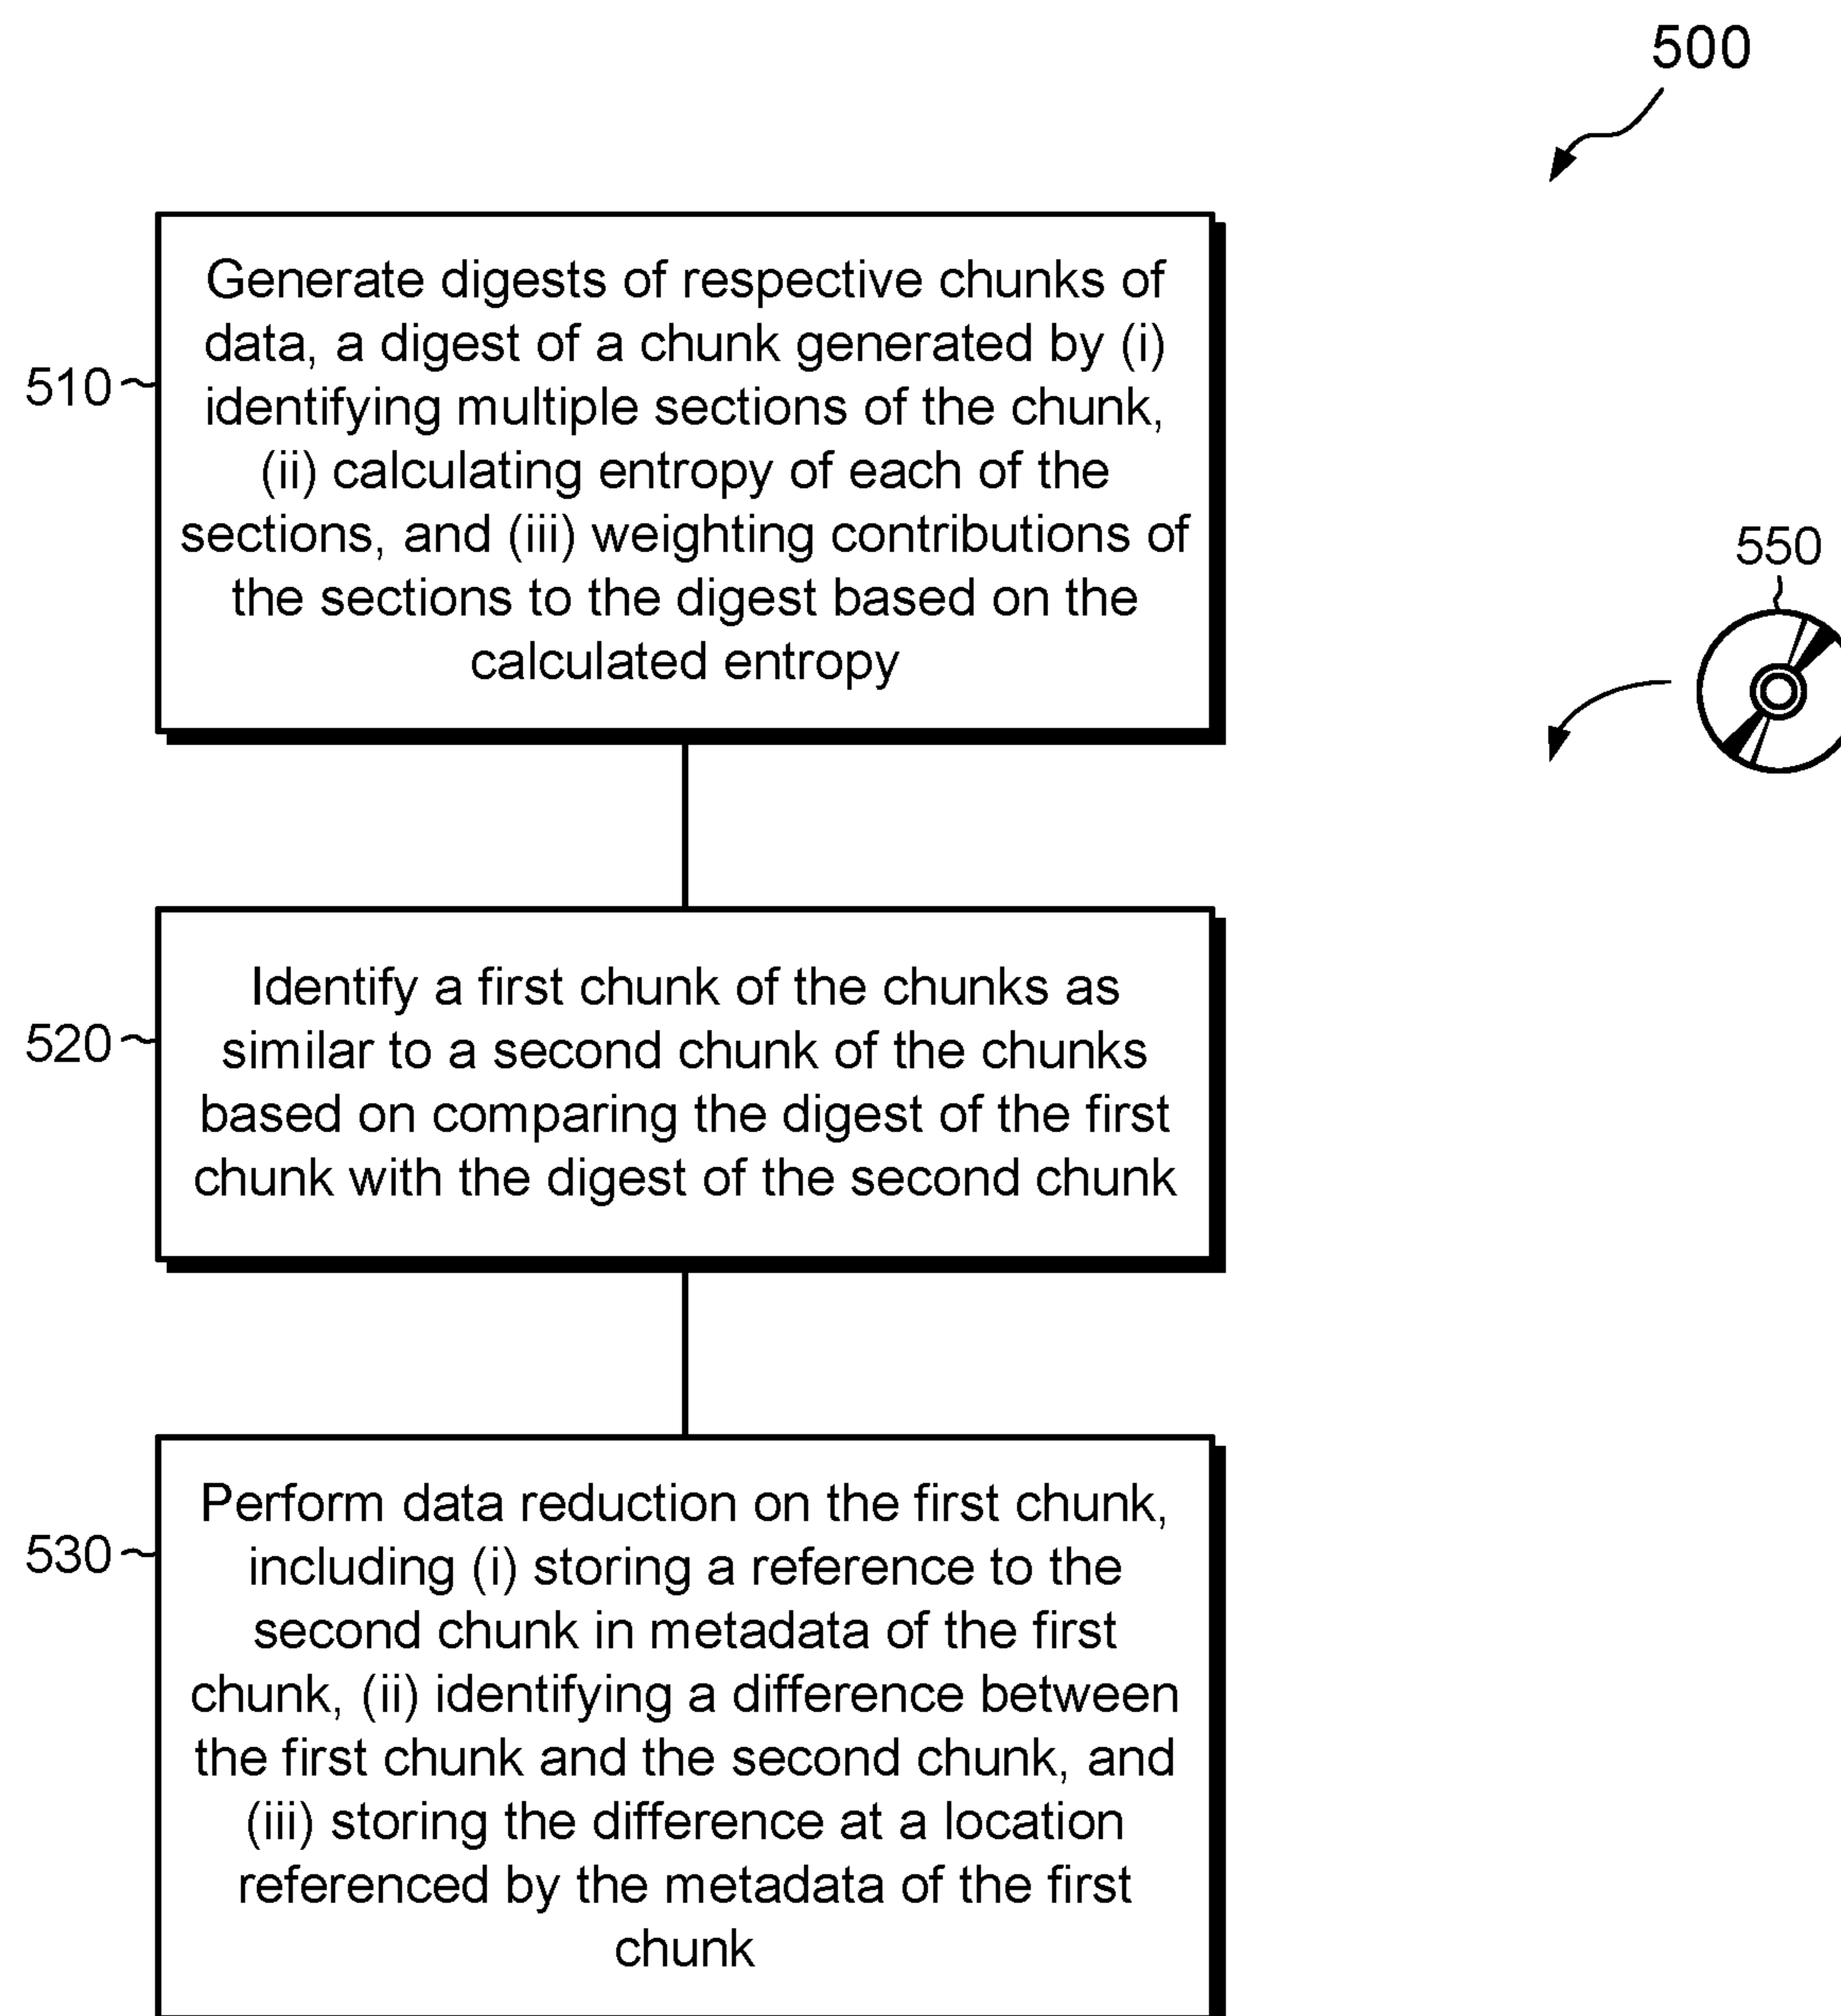 500
Generate digests of respective chunks of
data, a digest of a chunk generated by (i)
identifying multiple sections of the chunk,
(ii) calculating entropy of each of the
sections, and (iii) weighting contributions of
the sections to the digest based on the
calculated entropy
510
550
Identify a first chunk of the chunks as
similar to a second chunk of the chunks
based on comparing the digest of the first
chunk with the digest of the second chunk
520
Perform data reduction on the first chunk,
including (i) storing a reference to the
second chunk in metadata of the first
chunk, (ii) identifying a difference between
the first chunk and the second chunk, and
(iii) storing the difference at a location
referenced by the metadata of the first
chunk
530